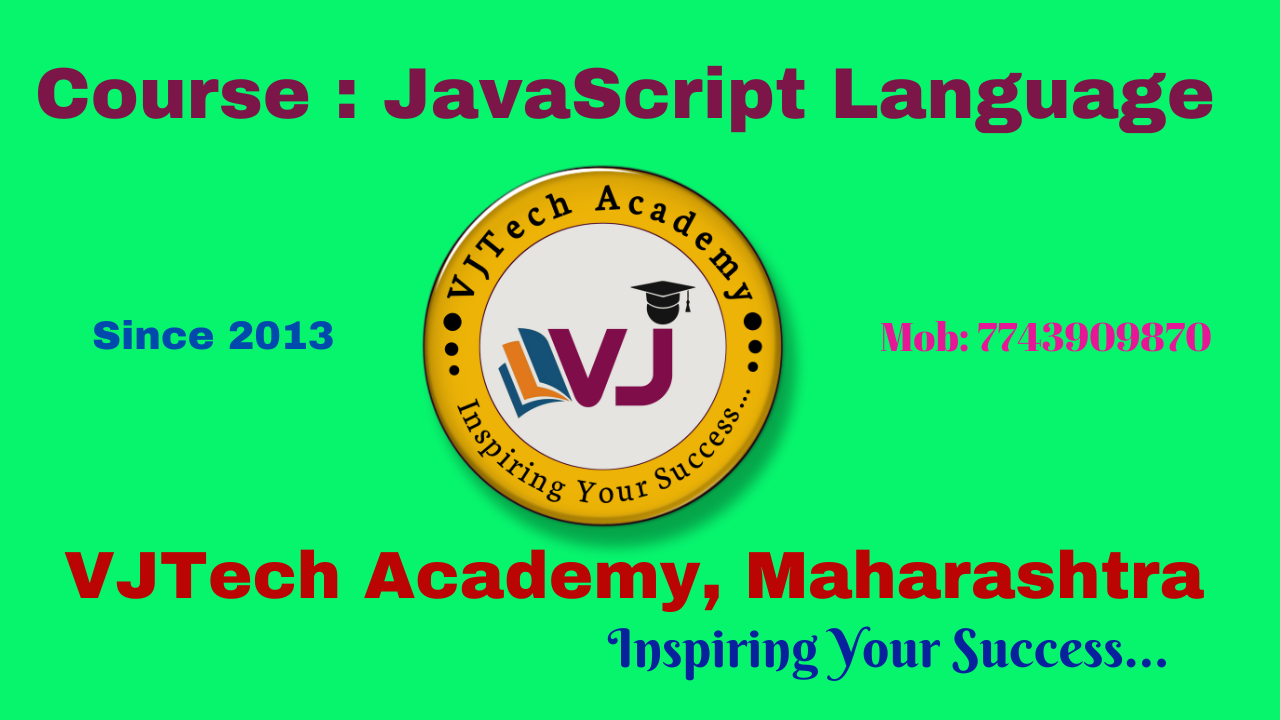 Course : JavaScript Language
VJTech Academy
VJ
Inspiring Your Success...
Since 2013
Mob: 7743909870
VJTech Academy, Maharashtra
Inspiring Your Success...